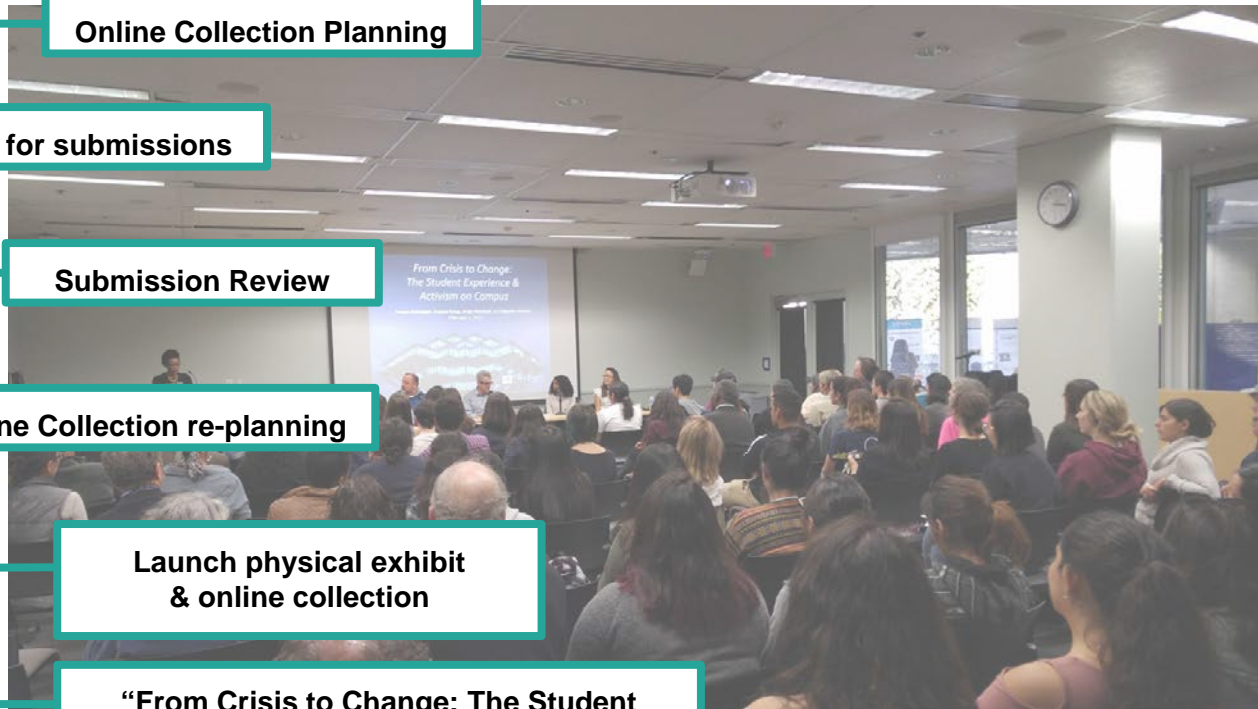 Online Collection Planning
for submissions
Submission Review
From Crisis to Change:
The Student Experience &
Activism on Campus
ne Collection re-planning
Launch physical exhibit
& online collection
“From Crisis to Change: The Student